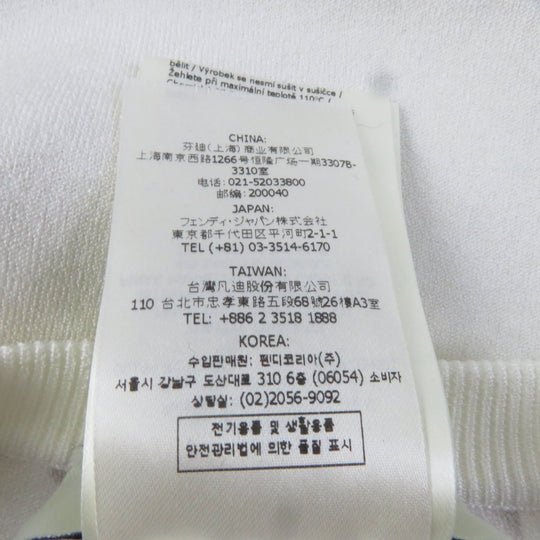 bělit / Výrobek se nesmí sušit v sušičce /
Žehlete při maximální teplotě 110°C /
CHINA:
芬迪(上海)商业有限公司
上海南京西路1266号恒隆广场一期3307B-
3310室
电话: 021-52033800
邮编: 200040
JAPAN:
フェンディ・ジャパン株式会社
東京都千代田区平河町2-1-1
TEL (+81) 03-3514-6170
TAIWAN:
台灣凡迪股份有限公司
110 台北市忠孝東路五段68號26樓A3室
TEL: +886 2 3518 1888
KOREA:
수입판매원: 펜디코리아(주)
서울시 강남구 도산대로 310 6층 (06054) 소비자
상담실: (02)2056-9092
전기용품 및 생활용품
안전관리법에 의한 품질 표시